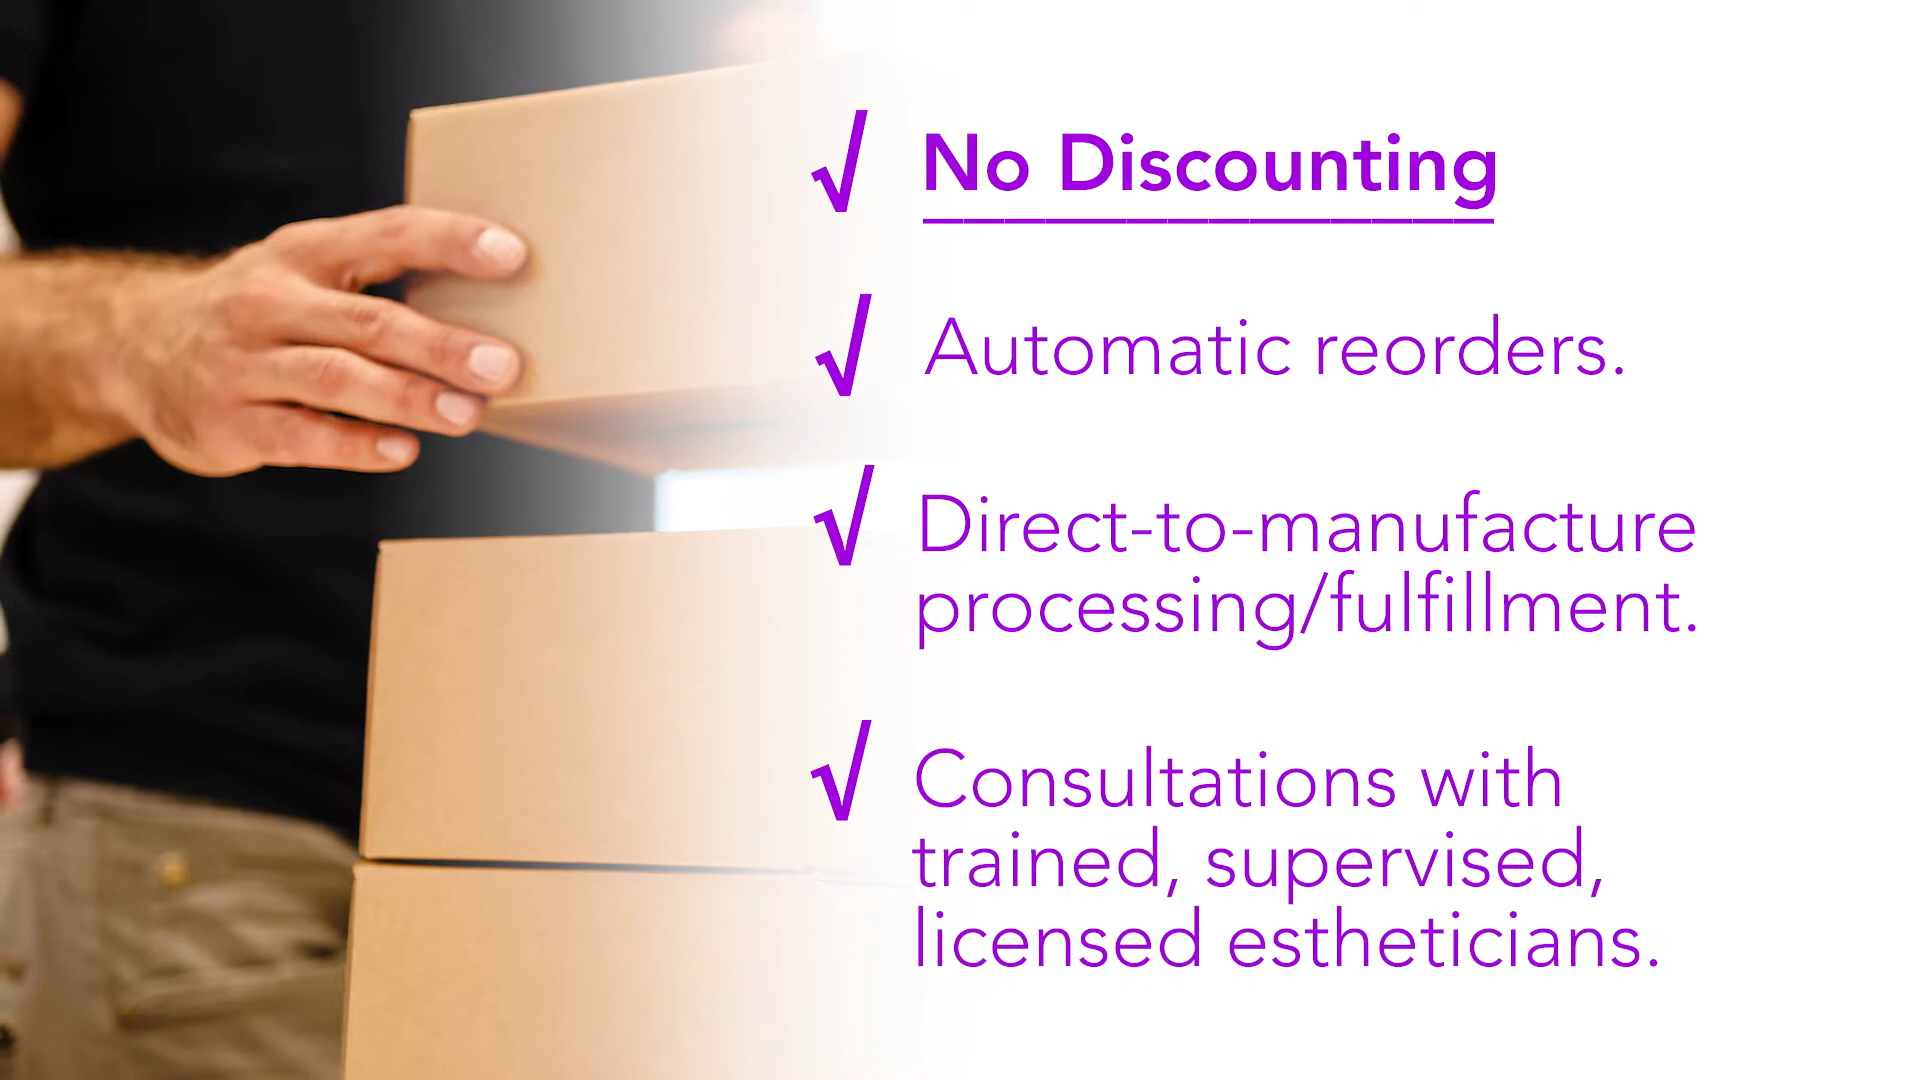 √ No Discounting
√ Automatic reorders.
√ Direct-to-manufacture
processing/fulfillment.
√ Consultations with
trained, supervised,
licensed estheticians.